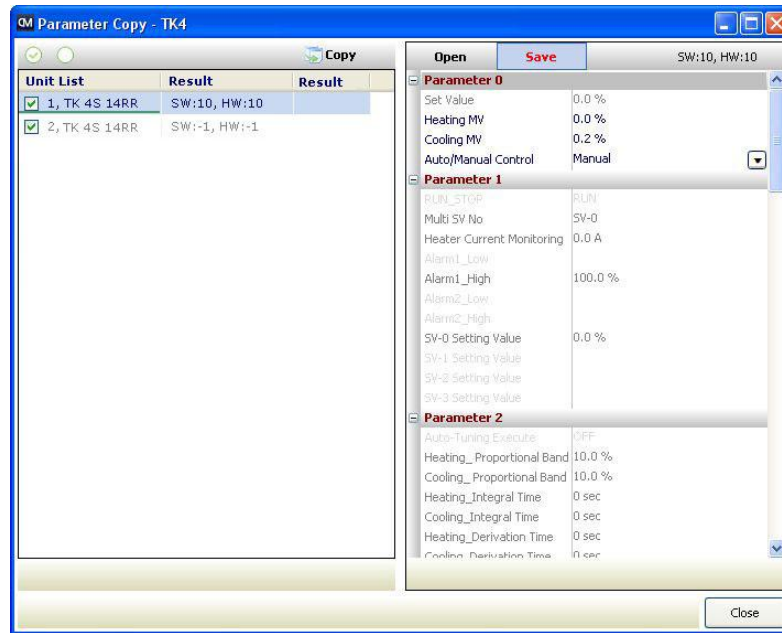 CM Parameter Copy - TK4
Copy
Unit List Result Result
1, TK 4S 14RR SW:10, HW:10
2, TK 4S 14RR SW:-1, HW:-1
Open Save SW:10, HW:10
Parameter 0
Set Value 0.0 %
Heating MV 0.0 %
Cooling MV 0.2 %
Auto/Manual Control Manual
Parameter 1
RUN_STOP RUN
Multi SV No SV-0
Heater Current Monitoring 0.0 A
Alarm1_Low
Alarm1_High 100.0 %
Alarm2_Low
Alarm2_High
SV-0 Setting Value 0.0 %
SV-1 Setting Value
SV-2 Setting Value
SV-3 Setting Value
Parameter 2
Auto-Tuning Execute OFF
Heating_ Proportional Band 10.0 %
Cooling_ Proportional Band 10.0 %
Heating_Integral Time 0 sec
Cooling_Integral Time 0 sec
Heating_Derivation Time 0 sec
Cooling_Derivation Time 0 sec
Close